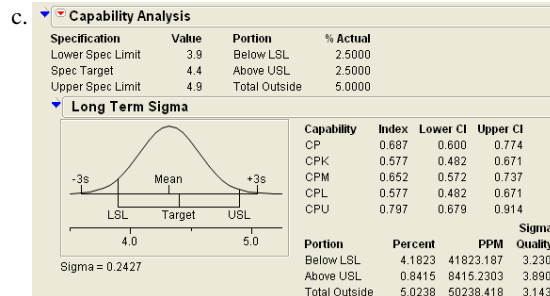 c. Capability Analysis
Specification Value Portion % Actual
Lower Spec Limit 3.9 Below LSL 2.5000
Spec Target 4.4 Above USL 2.5000
Upper Spec Limit 4.9 Total Outside 5.0000
Long Term Sigma
-3s Mean +3s
LSL Target USL
4.0 5.0
Sigma = 0.2427
Capability Index Lower CI Upper CI
CP 0.687 0.600 0.774
CPK 0.577 0.482 0.671
CPM 0.652 0.572 0.737
CPL 0.577 0.482 0.671
CPU 0.797 0.679 0.914
Sigma
Portion Percent PPM Quality
Below LSL 4.1823 41823.187 3.230
Above USL 0.8415 8415.2303 3.890
Total Outside 5.0238 50238.418 3.143